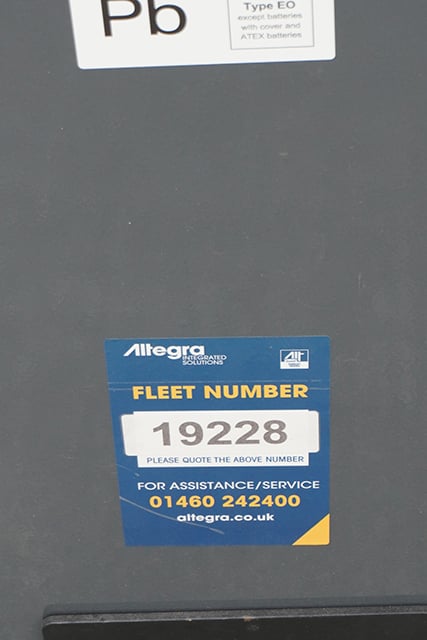 Pb
Type EO
except batteries
with cover and
ATEX batteries
Altegra
INTEGRATED
SOLUTIONS
FLEET NUMBER
19228
PLEASE QUOTE THE ABOVE NUMBER
FOR ASSISTANCE/SERVICE
01460 242400
altegra.co.uk